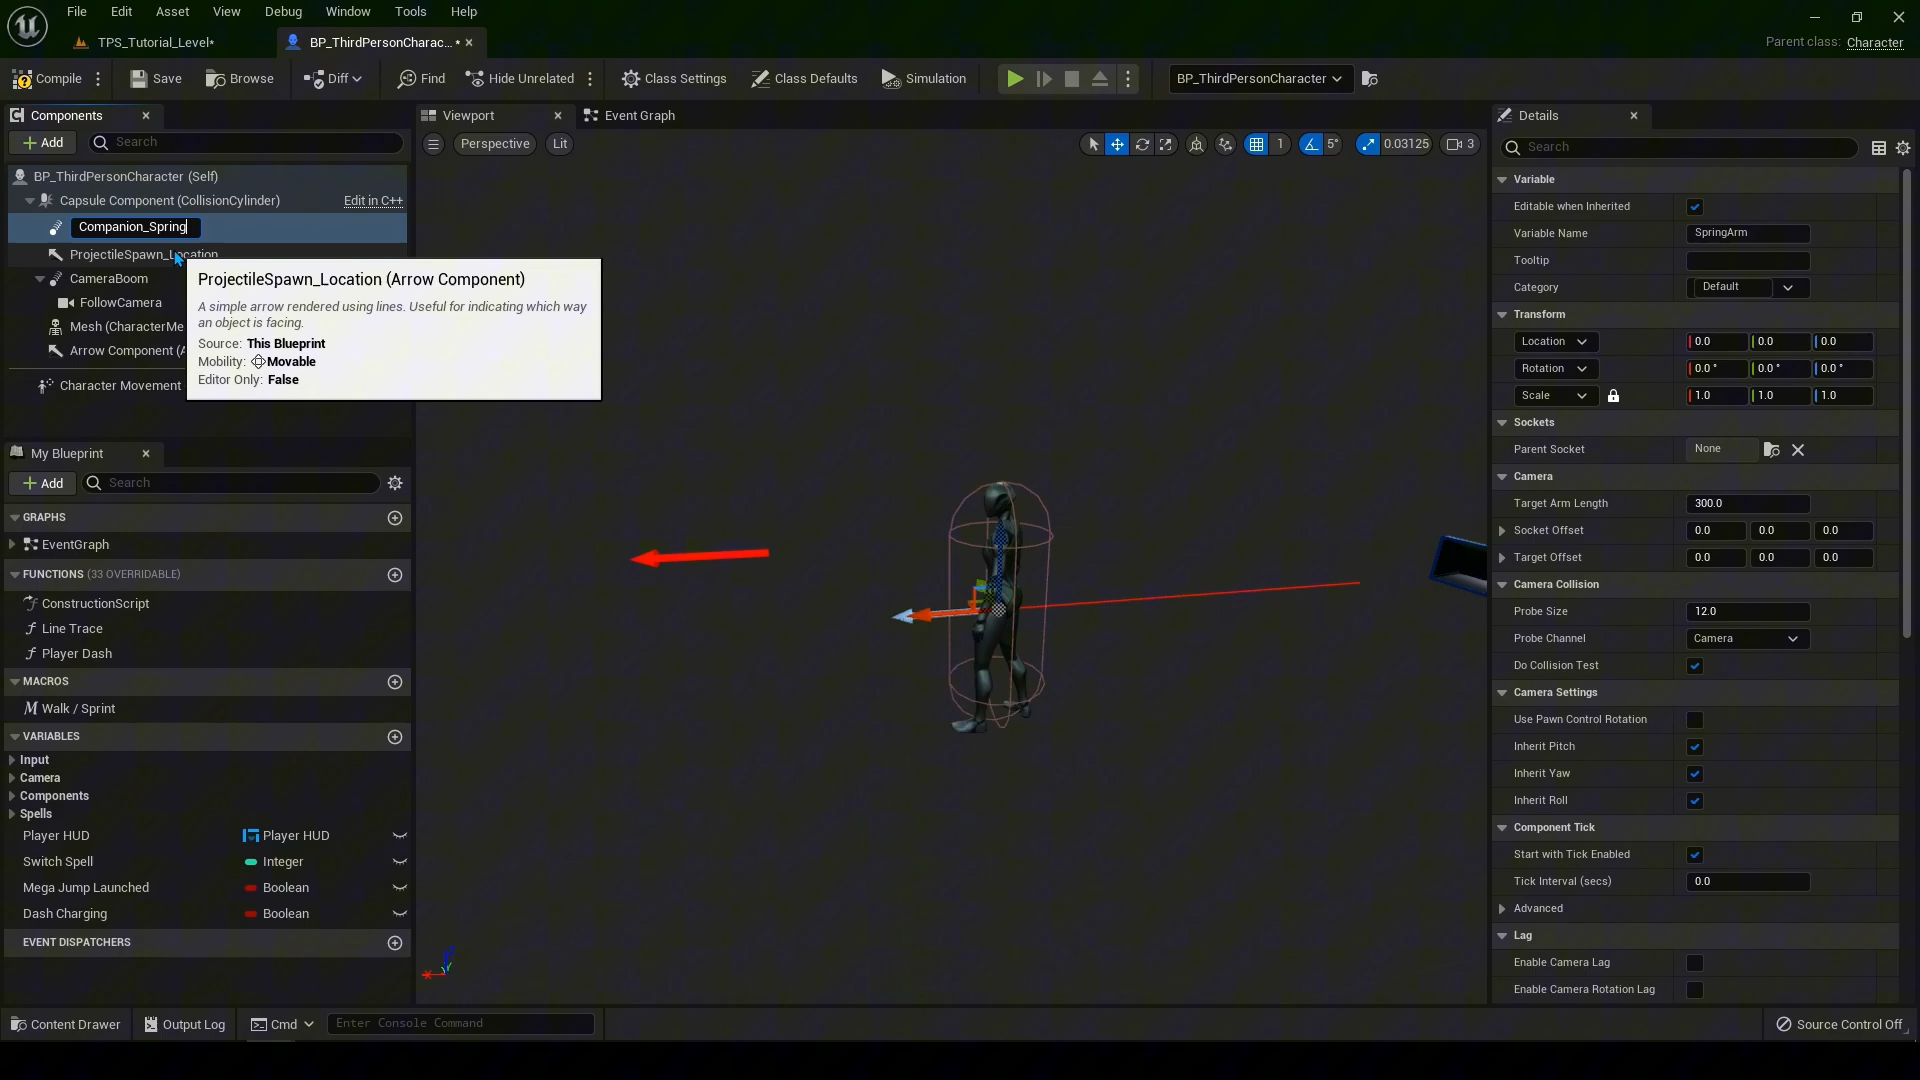 File Edit Asset View Debug Window Tools Help
TPS_Tutorial_Level*
BP_ThirdPersonCharac... *
Parent class: Character
Compile Save Browse Diff Find Hide Unrelated Class Settings Class Defaults Simulation BP_ThirdPersonCharacter
Components
Viewport
Event Graph
Details
Add
Search
Perspective
Lit
1
5°
0.03125
3
Search
BP_ThirdPersonCharacter (Self)
Capsule Component (CollisionCylinder)
Edit in C++
Companion_Spring
ProjectileSpawn_Location
CameraBoom
FollowCamera
Mesh (CharacterMe
Arrow Component (A
Character Movement
ProjectileSpawn_Location (Arrow Component)
A simple arrow rendered using lines. Useful for indicating which way
an object is facing.
Source: This Blueprint
Mobility: Movable
Editor Only: False
My Blueprint
Add
Search
GRAPHS
EventGraph
FUNCTIONS (33 OVERRIDABLE)
ConstructionScript
Line Trace
Player Dash
MACROS
Walk / Sprint
VARIABLES
Input
Camera
Components
Spells
Player HUD Player HUD
Switch Spell Integer
Mega Jump Launched Boolean
Dash Charging Boolean
EVENT DISPATCHERS
Variable
Editable when Inherited
Variable Name SpringArm
Tooltip
Category Default
Transform
Location 0.0 0.0 0.0
Rotation 0.0 ° 0.0 ° 0.0 °
Scale 1.0 1.0 1.0
Sockets
Parent Socket None
Camera
Target Arm Length 300.0
Socket Offset 0.0 0.0 0.0
Target Offset 0.0 0.0 0.0
Camera Collision
Probe Size 12.0
Probe Channel Camera
Do Collision Test
Camera Settings
Use Pawn Control Rotation
Inherit Pitch
Inherit Yaw
Inherit Roll
Component Tick
Start with Tick Enabled
Tick Interval (secs) 0.0
Advanced
Lag
Enable Camera Lag
Enable Camera Rotation Lag
Content Drawer Output Log Cmd Enter Console Command Source Control Off